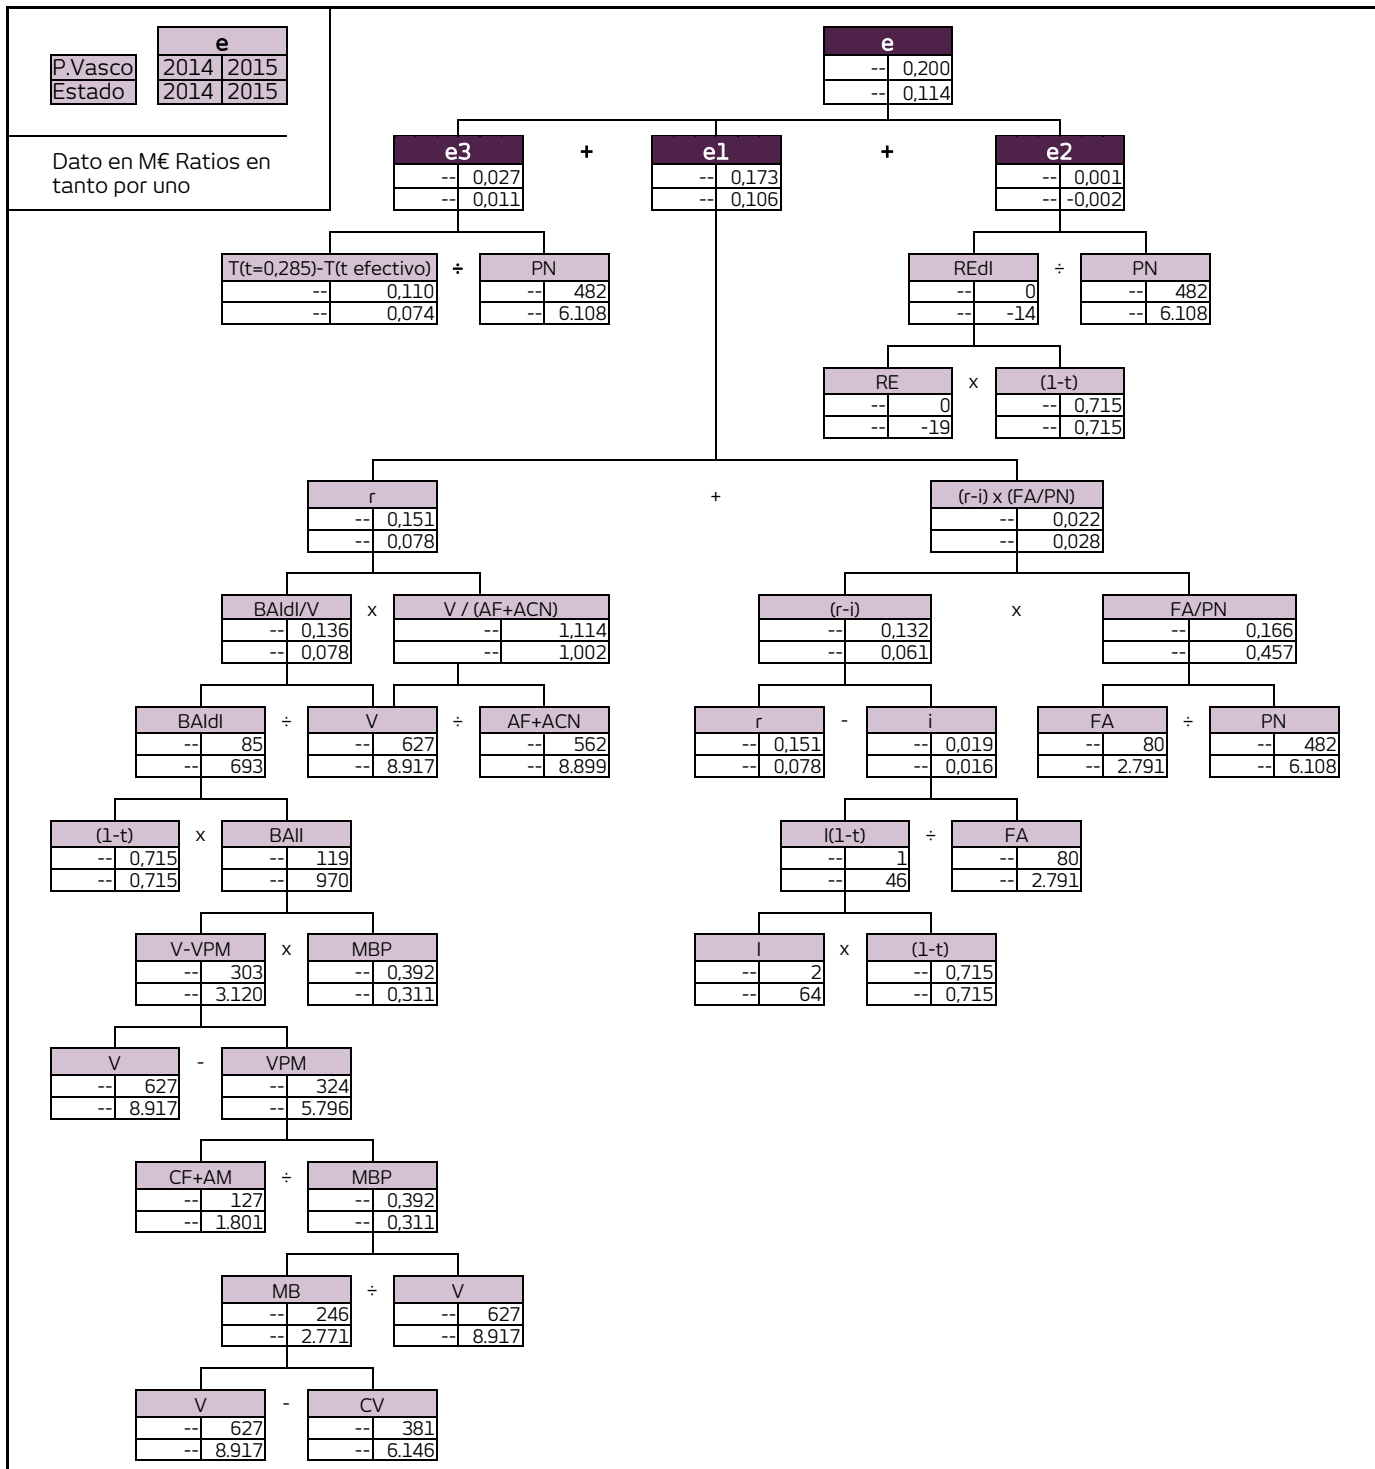 e
P.Vasco 2014 2015
Estado 2014 2015
Dato en M€ Ratios en
tanto por uno
e
-- 0,200
-- 0,114
e3 + e1 + e2
-- 0,027 -- 0,173 -- 0,001
-- 0,011 -- 0,106 -- -0,002
T(t=0,285)-T(t efectivo) ÷ PN REdI ÷ PN
-- 0,110 -- 482 -- 0 -- 482
-- 0,074 -- 6.108 -- -14 -- 6.108
RE x (1-t)
-- 0 -- 0,715
-- -19 -- 0,715
r + (r-i) x (FA/PN)
-- 0,151 -- 0,022
-- 0,078 -- 0,028
BAIdI/V x V / (AF+ACN) (r-i) x FA/PN
-- 0,136 -- 1,114 -- 0,132 -- 0,166
-- 0,078 -- 1,002 -- 0,061 -- 0,457
BAIdI ÷ V ÷ AF+ACN r - i FA ÷ PN
-- 85 -- 627 -- 562 -- 0,151 -- 0,019 -- 80 -- 482
-- 693 -- 8.917 -- 8.899 -- 0,078 -- 0,016 -- 2.791 -- 6.108
(1-t) x BAII I(1-t) ÷ FA
-- 0,715 -- 119 -- 1 -- 80
-- 0,715 -- 970 -- 46 -- 2.791
V-VPM x MBP I x (1-t)
-- 303 -- 0,392 -- 2 -- 0,715
-- 3.120 -- 0,311 -- 64 -- 0,715
V - VPM
-- 627 -- 324
-- 8.917 -- 5.796
CF+AM ÷ MBP
-- 127 -- 0,392
-- 1.801 -- 0,311
MB ÷ V
-- 246 -- 627
-- 2.771 -- 8.917
V - CV
-- 627 -- 381
-- 8.917 -- 6.146